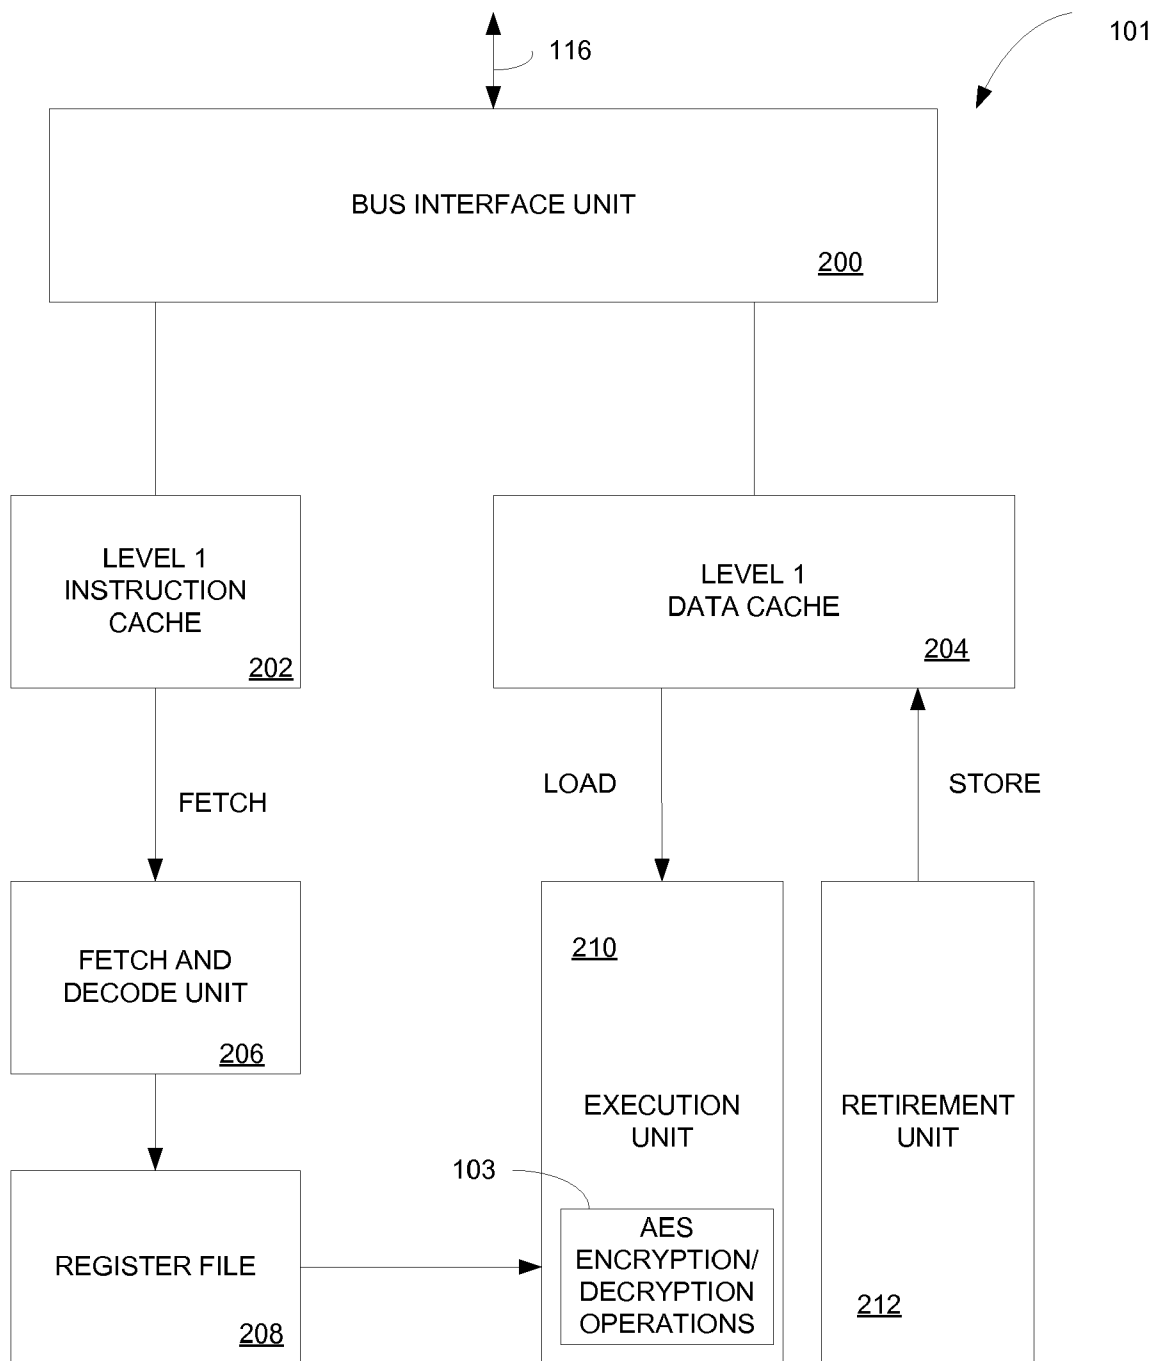 116
101
BUS INTERFACE UNIT
200
LEVEL 1
INSTRUCTION
CACHE
202
LEVEL 1
DATA CACHE
204
FETCH
LOAD
STORE
FETCH AND
DECODE UNIT
206
210
EXECUTION
UNIT
RETIREMENT
UNIT
103
REGISTER FILE
208
AES
ENCRYPTION/
DECRYPTION
OPERATIONS
212